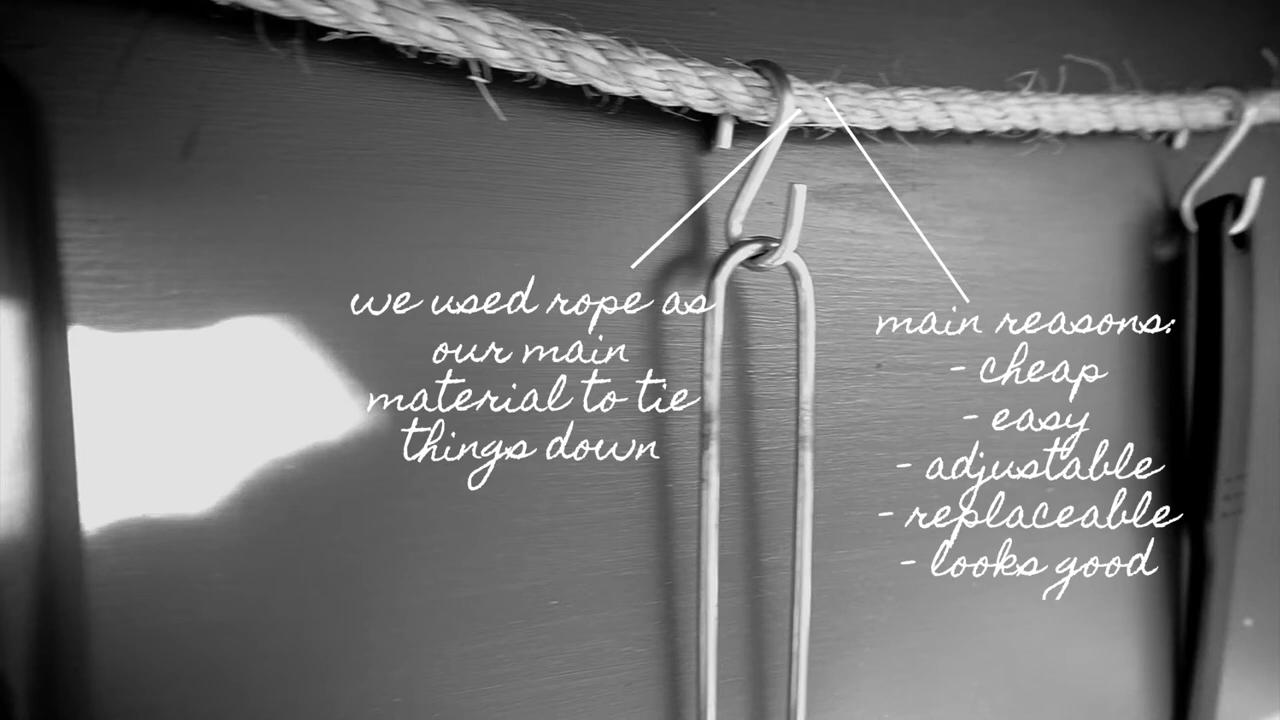 we used rope as
our main
material to tie
things down
main reasons:
- cheap
- easy
- adjustable
- replaceable
- looks good